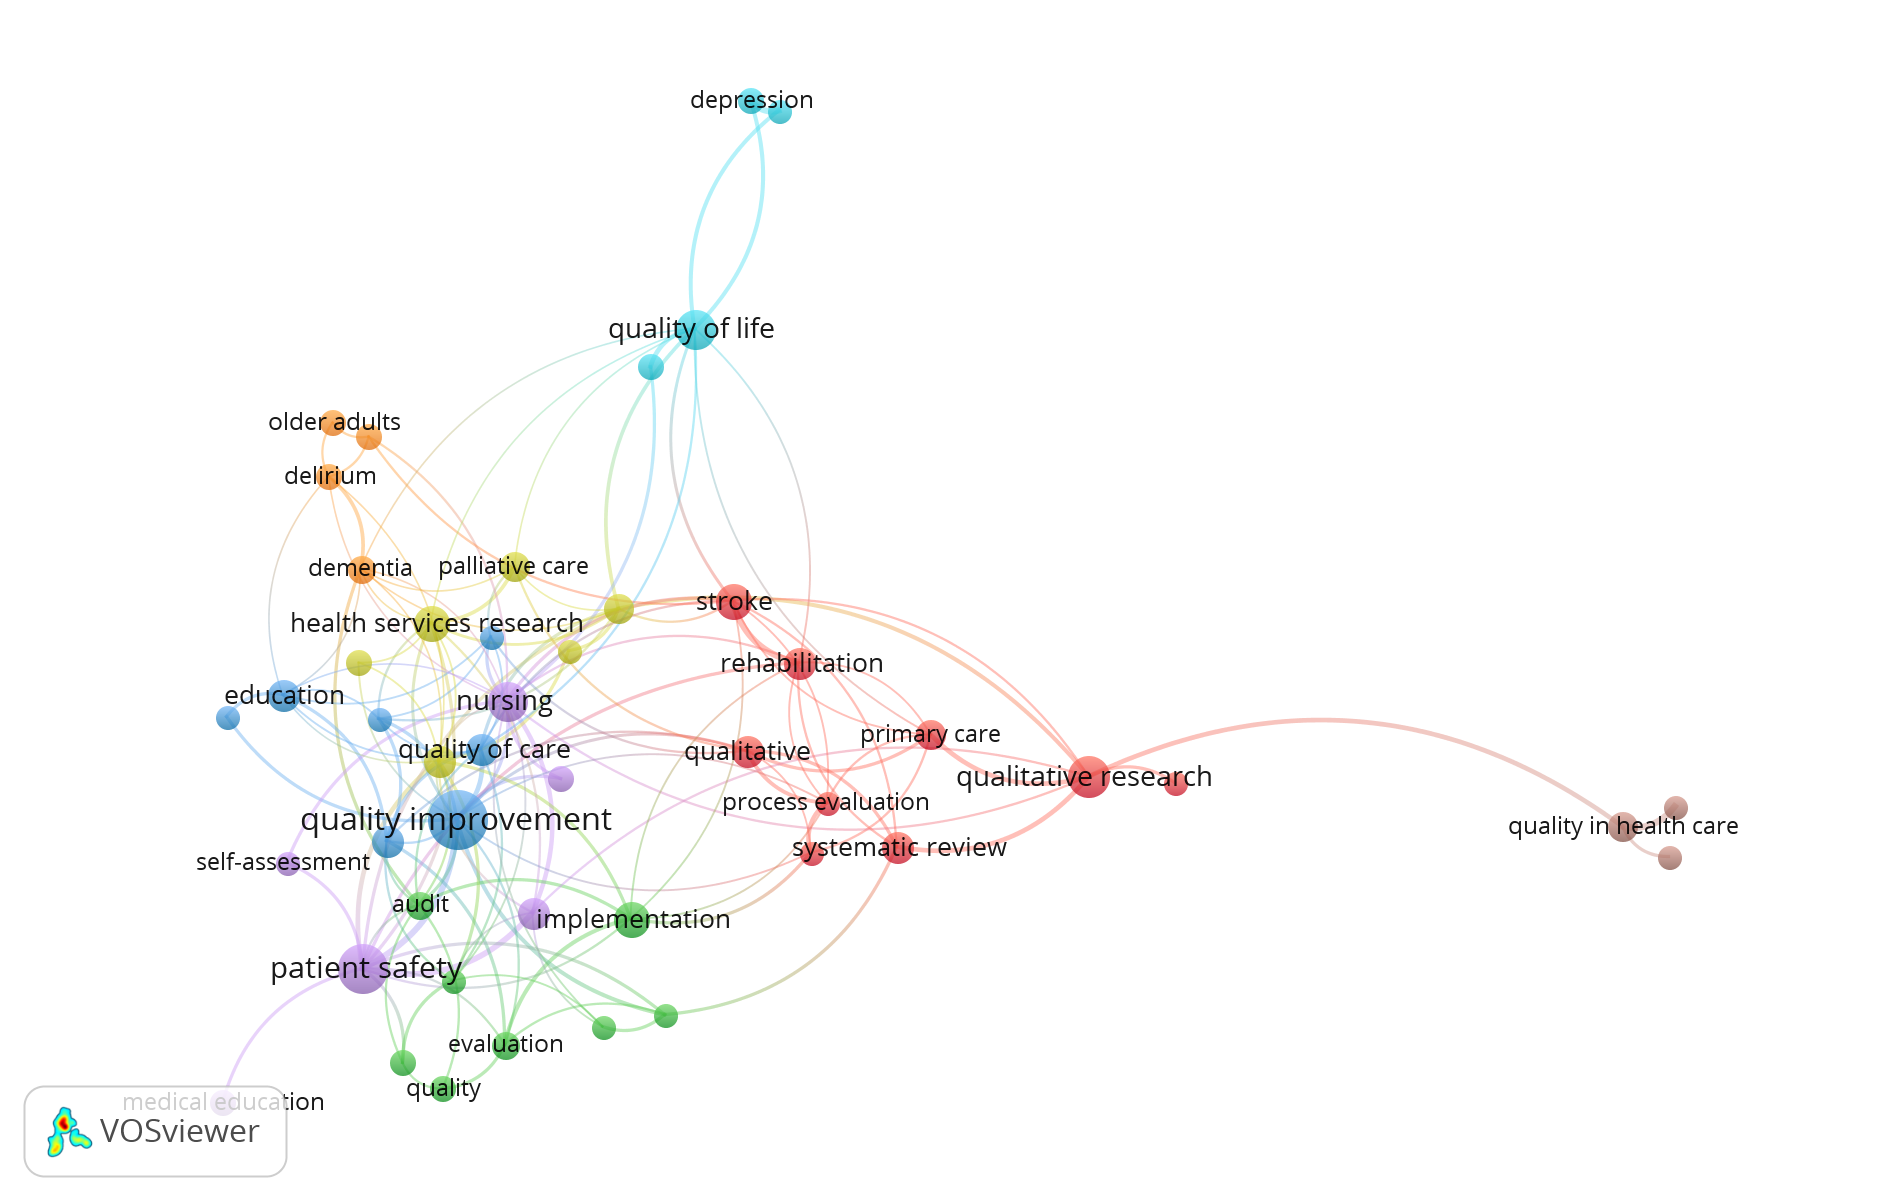 depression
quality of life
older adults
delirium
dementia
palliative care
stroke
health services research
rehabilitation
education
nursing
primary care
quality of care
qualitative
qualitative research
process evaluation
quality improvement
quality in health care
systematic review
self-assessment
audit
implementation
patient safety
evaluation
quality
medical education
VOSviewer